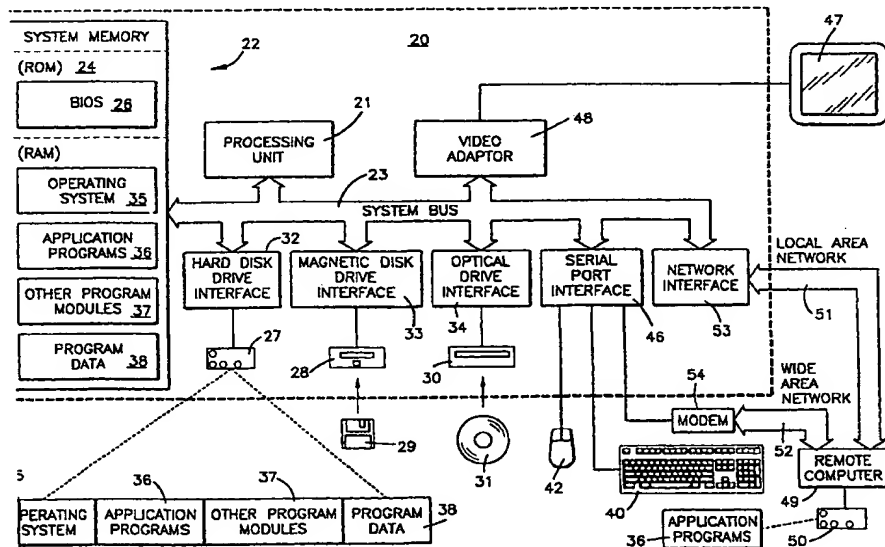 SYSTEM MEMORY
(ROM) 24
BIOS 26
(RAM)
OPERATING
SYSTEM 35
APPLICATION
PROGRAMS 36
OTHER PROGRAM
MODULES 37
PROGRAM
DATA 38
20
22
47
21
PROCESSING
UNIT
48
VIDEO
ADAPTOR
23
SYSTEM BUS
32
HARD DISK
DRIVE
INTERFACE
MAGNETIC DISK
DRIVE
INTERFACE
33
OPTICAL
DRIVE
INTERFACE
34
SERIAL
PORT
INTERFACE
46
NETWORK
INTERFACE
53
LOCAL AREA
NETWORK
51
27
28
30
29
31
42
40
WIDE
AREA
NETWORK
54
MODEM
52
REMOTE
COMPUTER
49
50
APPLICATION
PROGRAMS
36
36
37
PERATING
SYSTEM
APPLICATION
PROGRAMS
OTHER PROGRAM
MODULES
PROGRAM
DATA
38